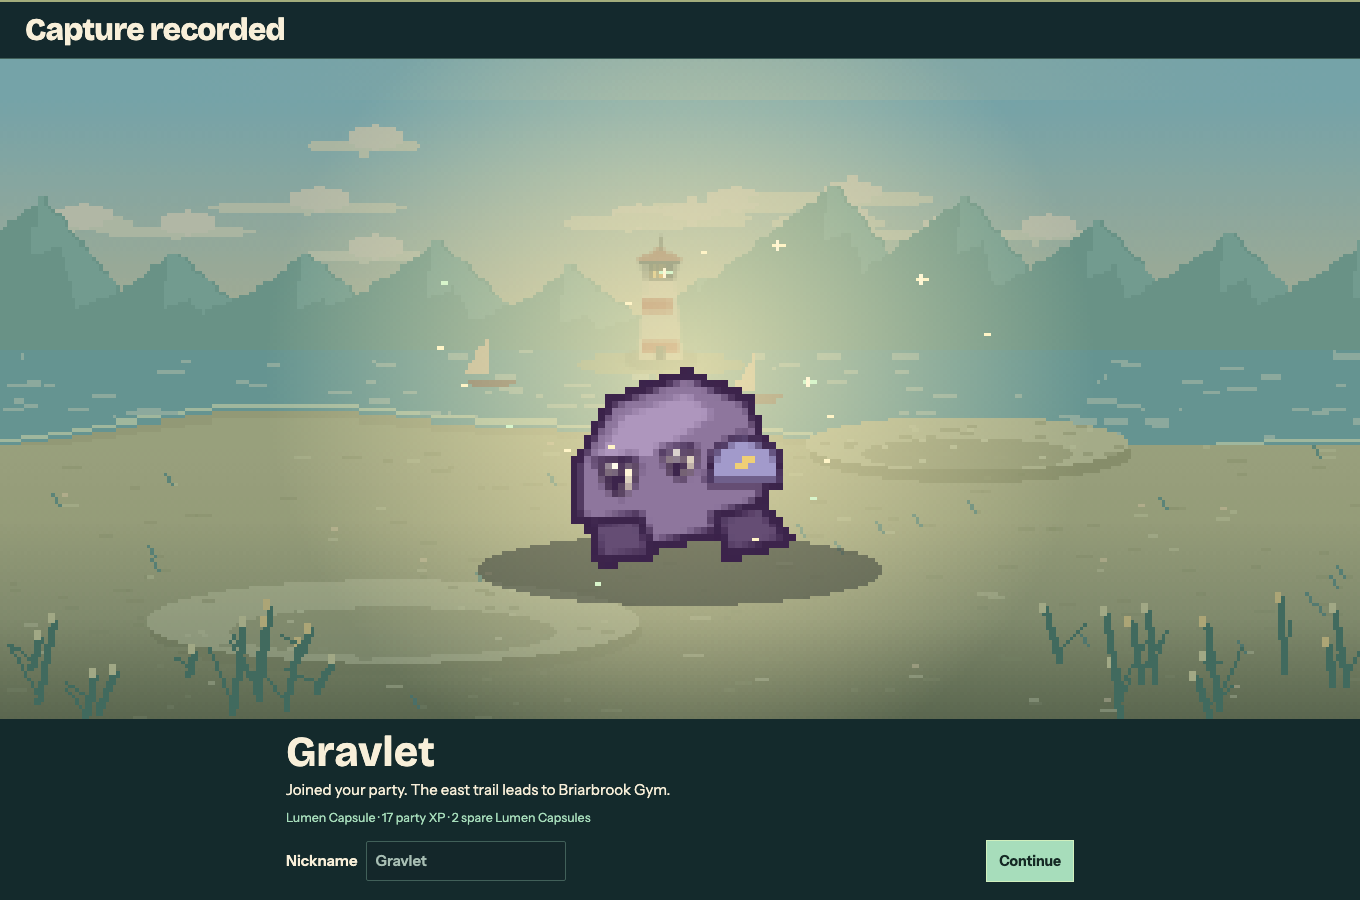 Capture recorded
Gravlet
Joined your party. The east trail leads to Briarbrook Gym.
Lumen Capsule · 17 party XP · 2 spare Lumen Capsules
Nickname Gravlet Continue